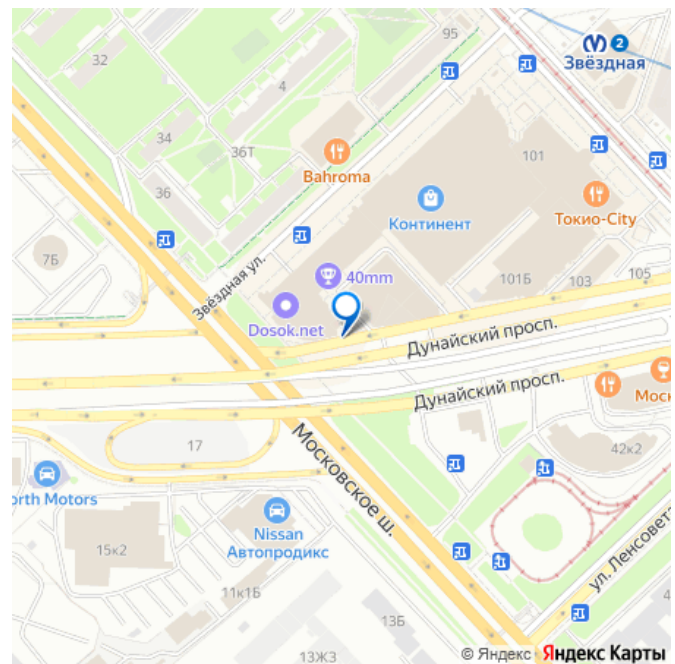 32
95
2
Звёздная
4
34
36Т
Bahroma
101
36
Токио-City
Континент
7Б
Звёздная ул.
40mm
101Б
103
105
Dosok.net
Дунайский просп.
Дунайский просп.
Моск
17
Московское ш.
42к2
orth Motors
Nissan
Автопродикс
15к2
11к1Б
ул. Ленсовета
4
13Б
13Ж3
© Яндекс Яндекс Карты